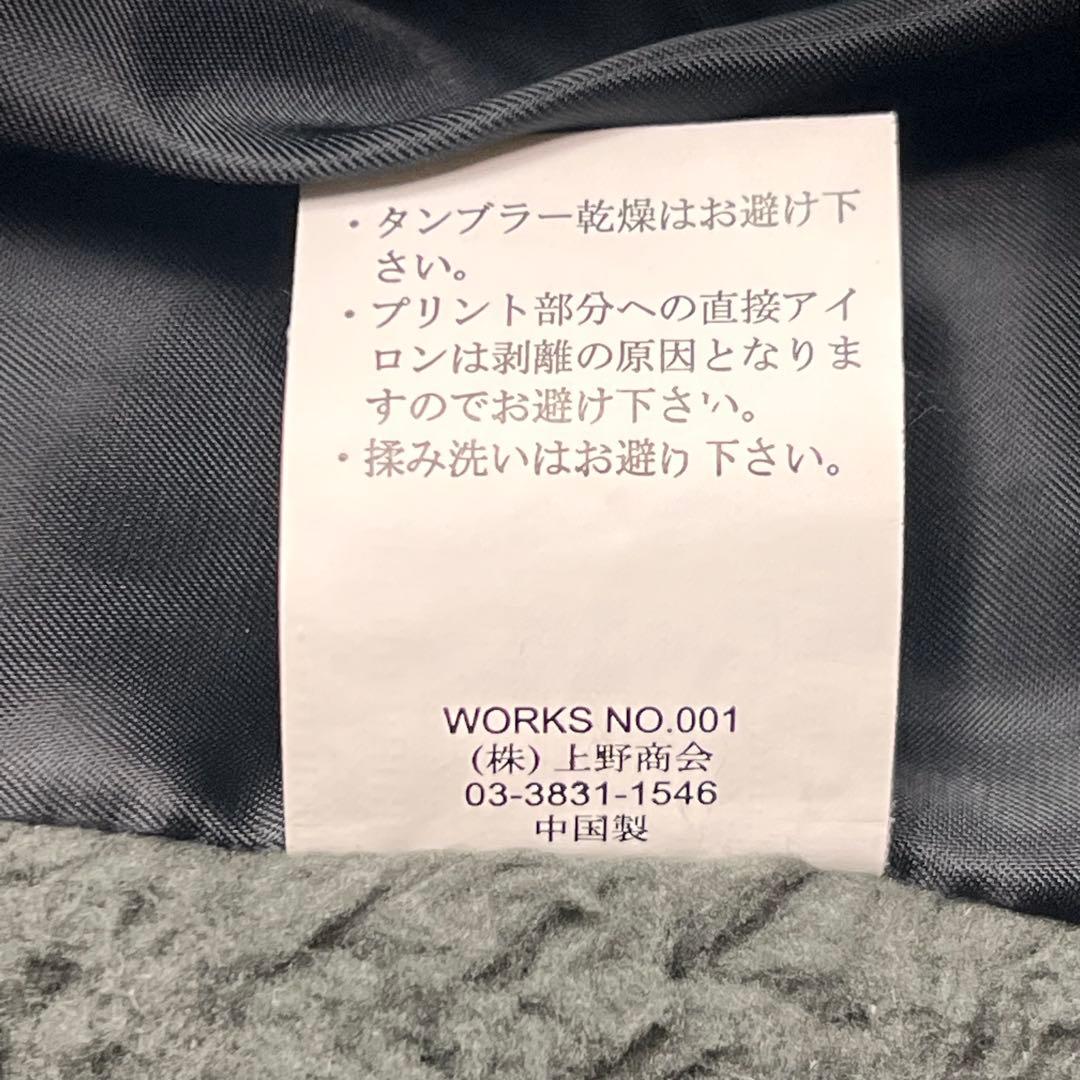 ・タンブラー乾燥はお避け下
さい。
・プリント部分への直接アイ
ロンは剥離の原因となりま
すのでお避け下さい。
・揉み洗いはお避け下さい。
WORKS NO.001
(株)上野商会
03-3831-1546
中国製